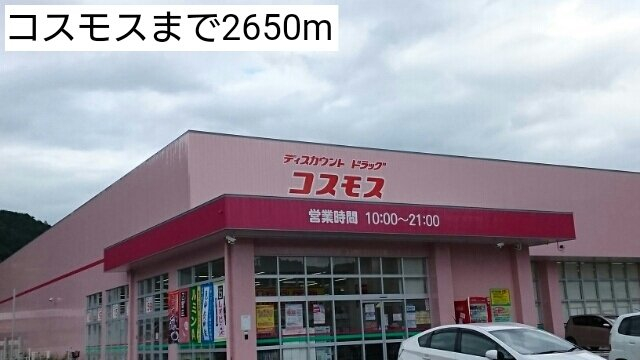 コスモスまで2650m
ディスカウント ドラッグ
コスモス
営業時間 10:00～21:00